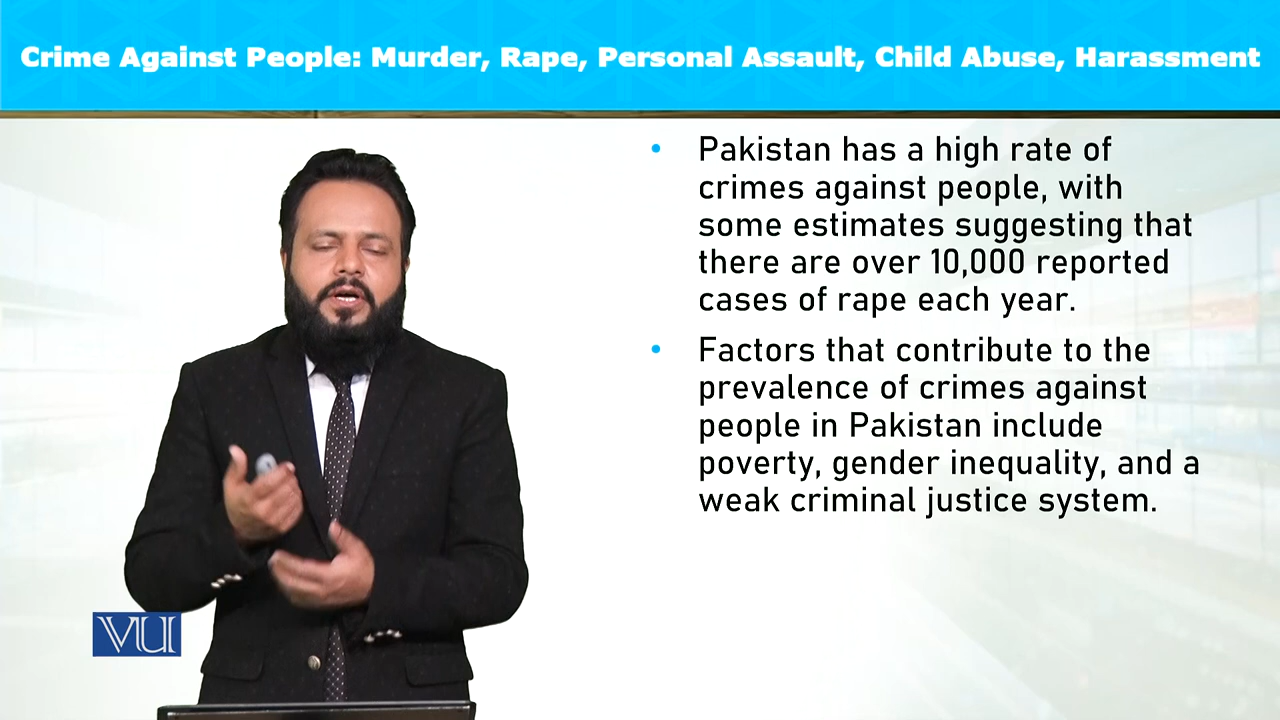 Crime Against People: Murder, Rape, Personal Assault, Child Abuse, Harassment
• Pakistan has a high rate of
crimes against people, with
some estimates suggesting that
there are over 10,000 reported
cases of rape each year.
• Factors that contribute to the
prevalence of crimes against
people in Pakistan include
poverty, gender inequality, and a
weak criminal justice system.
VU